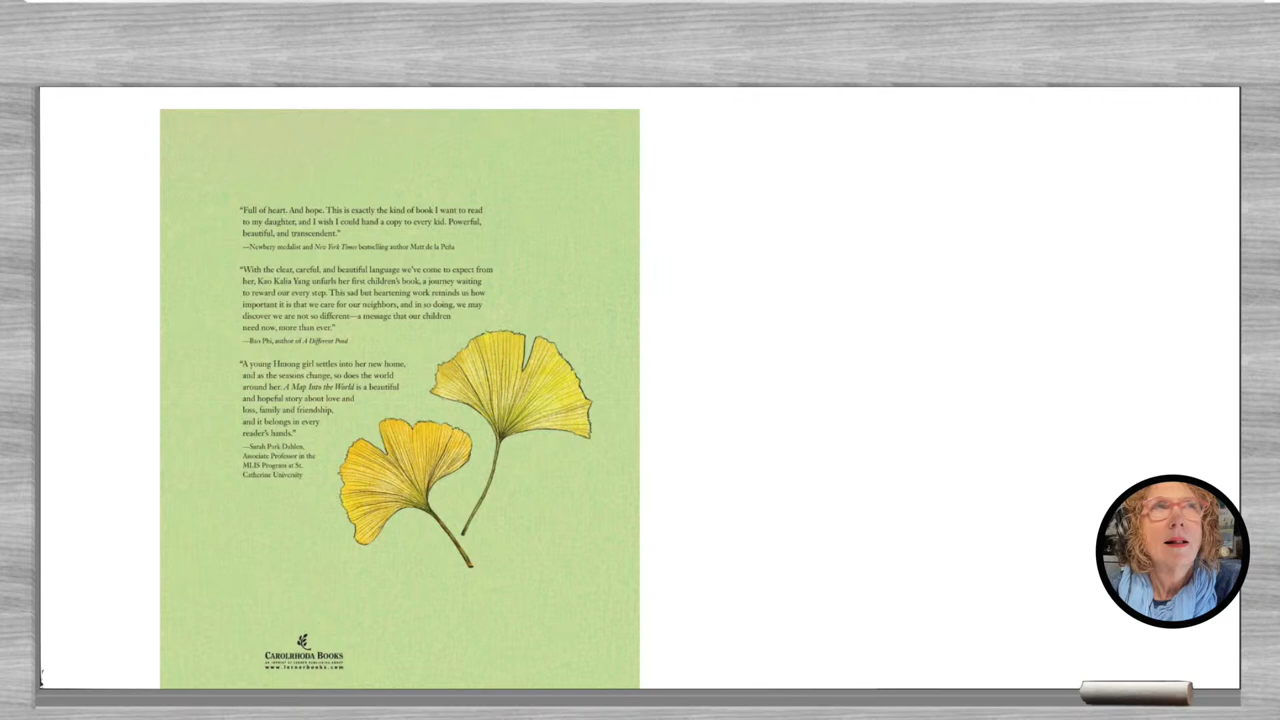 “Full of heart. And hope. This is exactly the kind of book I want to read
to my daughter, and I wish I could hand a copy to every kid. Powerful,
beautiful, and transcendent.”
—Newbery medalist and New York Times bestselling author Matt de la Peña
“With the clear, careful, and beautiful language we’ve come to expect from
her, Kao Kalia Yang unfurls her first children’s book, a journey waiting
to reward our every step. This sad but heartening work reminds us how
important it is that we care for our neighbors, and in so doing, we may
discover we are not so different—a message that our children
need now, more than ever.”
—Bao Phi, author of A Different Pond
“A young Hmong girl settles into her new home,
and as the seasons change, so does the world
around her. A Map Into the World is a beautiful
and hopeful story about love and
loss, family and friendship,
and it belongs in every
reader’s hands.”
—Sarah Park Dahlen,
Associate Professor in the
MLIS Program at St.
Catherine University
CAROLRHODA BOOKS
AN IMPRINT OF LERNER PUBLISHING GROUP
www.lernerbooks.com